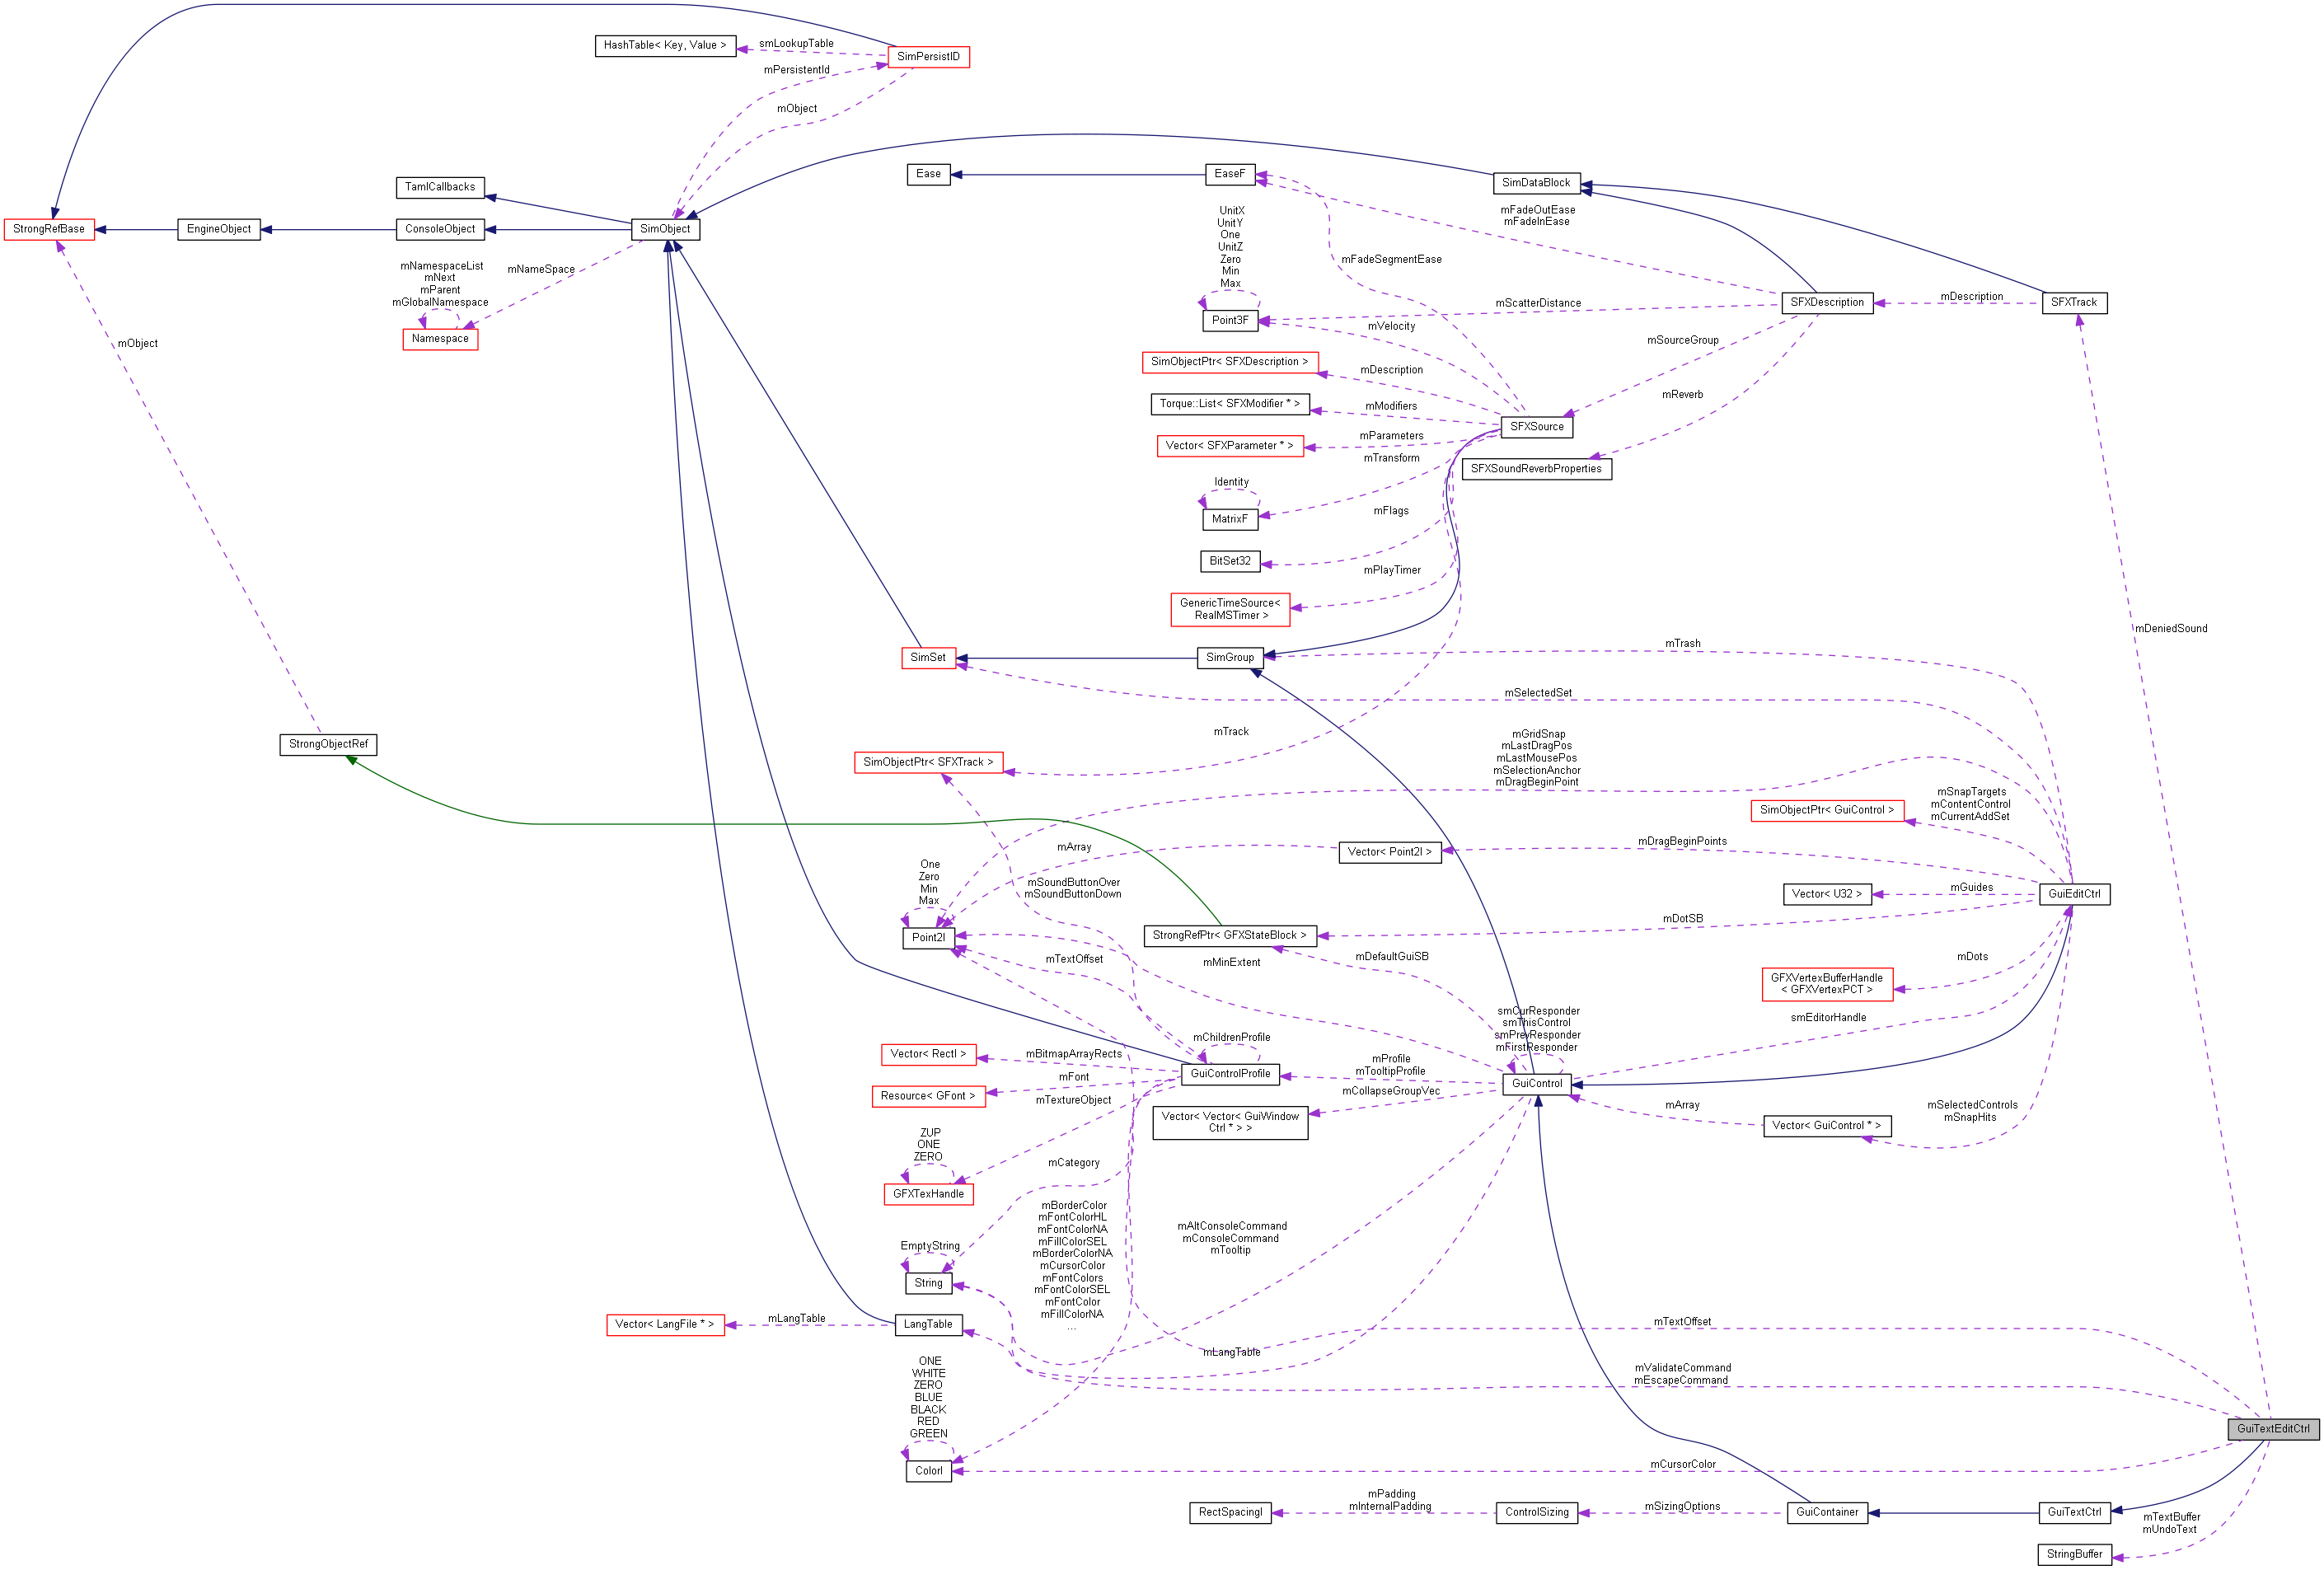 HashTable< Key, Value >
smLookupTable
SimPersistID
mPersistentId
mObject
TamlCallbacks
Ease
EaseF
SimDataBlock
StrongRefBase
EngineObject
ConsoleObject
SimObject
mFadeOutEase
mFadeInEase
UnitX
UnitY
One
UnitZ
Zero
Min
Max
mFadeSegmentEase
mNamespaceList
mNext
mParent
mGlobalNamespace
mNameSpace
mScatterDistance
SFXDescription
mDescription
SFXTrack
Point3F
mVelocity
Namespace
mObject
mSourceGroup
SimObjectPtr< SFXDescription >
mDescription
mReverb
Torque::List< SFXModifier * >
mModifiers
SFXSource
Vector< SFXParameter * >
mParameters
mTransform
SFXSoundReverbProperties
Identity
MatrixF
mFlags
BitSet32
mPlayTimer
GenericTimeSource<
RealMSTimer >
mDeniedSound
SimSet
SimGroup
mTrash
mSelectedSet
StrongObjectRef
mTrack
mGridSnap
mLastDragPos
mLastMousePos
mSelectionAnchor
mDragBeginPoint
SimObjectPtr< SFXTrack >
SimObjectPtr< GuiControl >
mSnapTargets
mContentControl
mCurrentAddSet
mArray
Vector< Point2I >
mDragBeginPoints
One
Zero
Min
Max
mSoundButtonOver
mSoundButtonDown
Vector< U32 >
mGuides
GuiEditCtrl
mDotSB
Point2I
StrongRefPtr< GFXStateBlock >
mTextOffset
mMinExtent
mDefaultGuiSB
mDots
GFXVertexBufferHandle
< GFXVertexPCT >
smCurResponder
smThisControl
smPrevResponder
mFirstResponder
smEditorHandle
mChildrenProfile
Vector< RectI >
mBitmapArrayRects
mFont
GuiControlProfile
mProfile
mTooltipProfile
GuiControl
Resource< GFont >
mTextureObject
mCollapseGroupVec
Vector< Vector< GuiWindow
Ctrl * > >
mArray
Vector< GuiControl * >
mSelectedControls
mSnapHits
ZUP
ONE
ZERO
GFXTexHandle
mCategory
mBorderColor
mFontColorHL
mFontColorNA
mFillColorSEL
mBorderColorNA
mCursorColor
mFontColors
mFontColorSEL
mFontColor
mFillColorNA
...
mAltConsoleCommand
mConsoleCommand
mTooltip
EmptyString
String
Vector< LangFile * >
mLangTable
LangTable
mLangTable
mTextOffset
mValidateCommand
mEscapeCommand
ONE
WHITE
ZERO
BLUE
BLACK
RED
GREEN
ColorI
mCursorColor
GuiTextEditCtrl
RectSpacingI
mPadding
mInternalPadding
ControlSizing
mSizingOptions
GuiContainer
GuiTextCtrl
mTextBuffer
mUndoText
StringBuffer